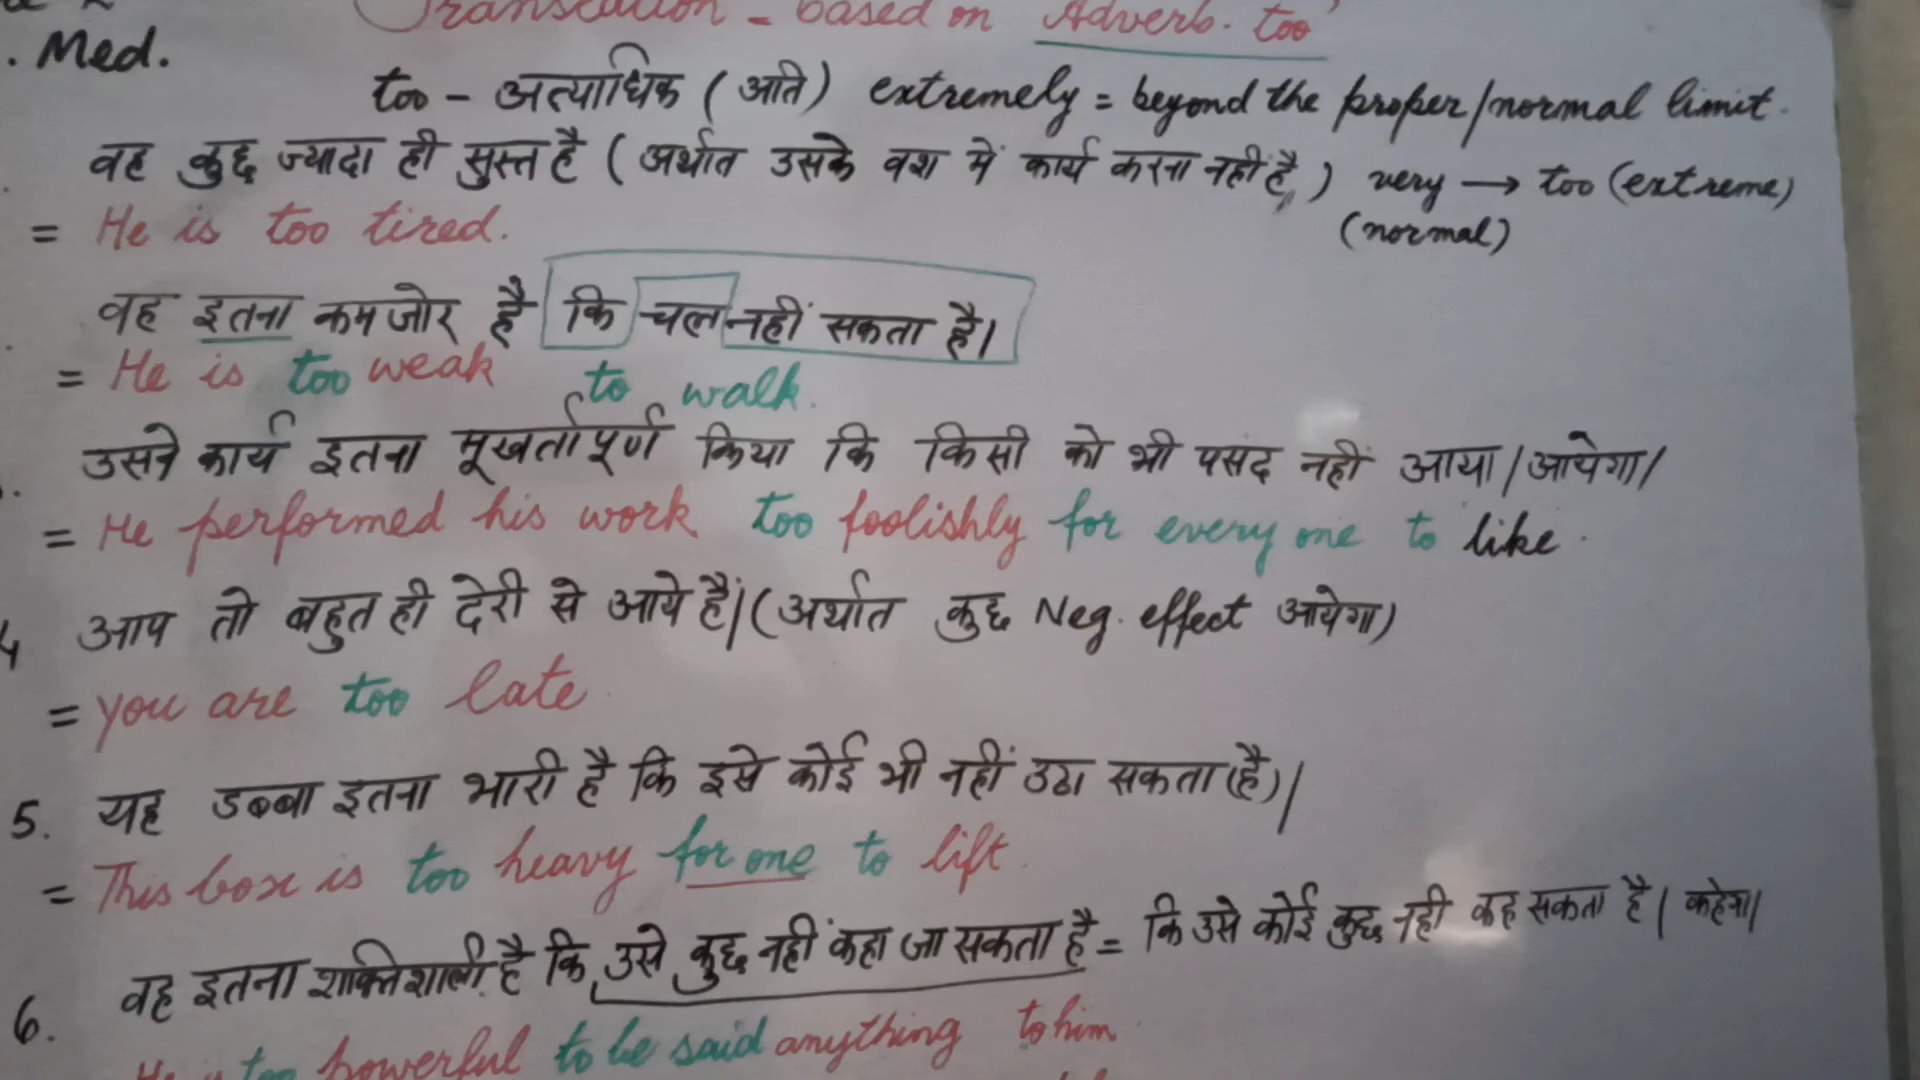 Translation - based on Adverb. too'
. Med.
too - अत्याधिक ( अति ) extremely = beyond the proper/normal limit.
वह कुछ ज्यादा ही सुस्त है ( अर्थात उसके वश में कार्य करना नहीं है, ) very → too (extreme)
(normal)
= He is too tired.
वह इतना कमजोर है कि चल नहीं सकता है।
= He is too weak to walk.
उसने कार्य इतना मूर्खतापूर्ण किया कि किसी को भी पसंद नहीं आया/आयेगा/
= He performed his work too foolishly for every one to like.
4 आप तो बहुत ही देरी से आये हैं/(अर्थात कुछ Neg. effect आयेगा)
= you are too late
5. यह डब्बा इतना भारी है कि इसे कोई भी नहीं उठा सकता (है)/
= This box is too heavy for one to lift.
6. वह इतना शक्तिशाली है कि उसे कुछ नहीं कहा जा सकता है = कि उसे कोई कुछ नही कह सकता है/ कहेगा/
He is too powerful to be said anything to him